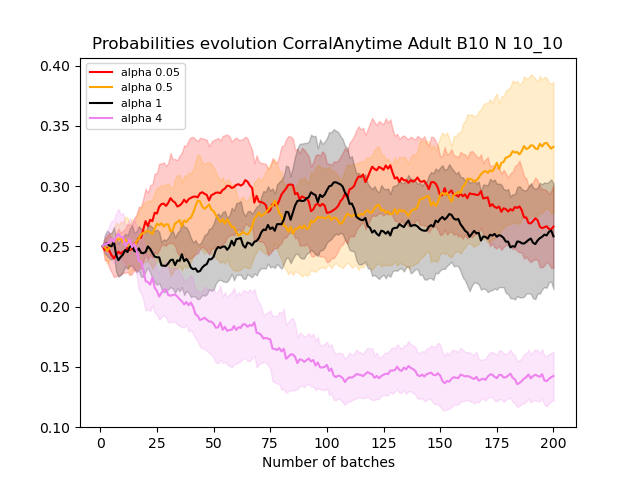 Probabilities evolution CorralAnytime Adult B10 N 10_10
alpha 0.05
alpha 0.5
alpha 1
alpha 4
0.40
0.35
0.30
0.25
0.20
0.15
0.10
0 25 50 75 100 125 150 175 200
Number of batches